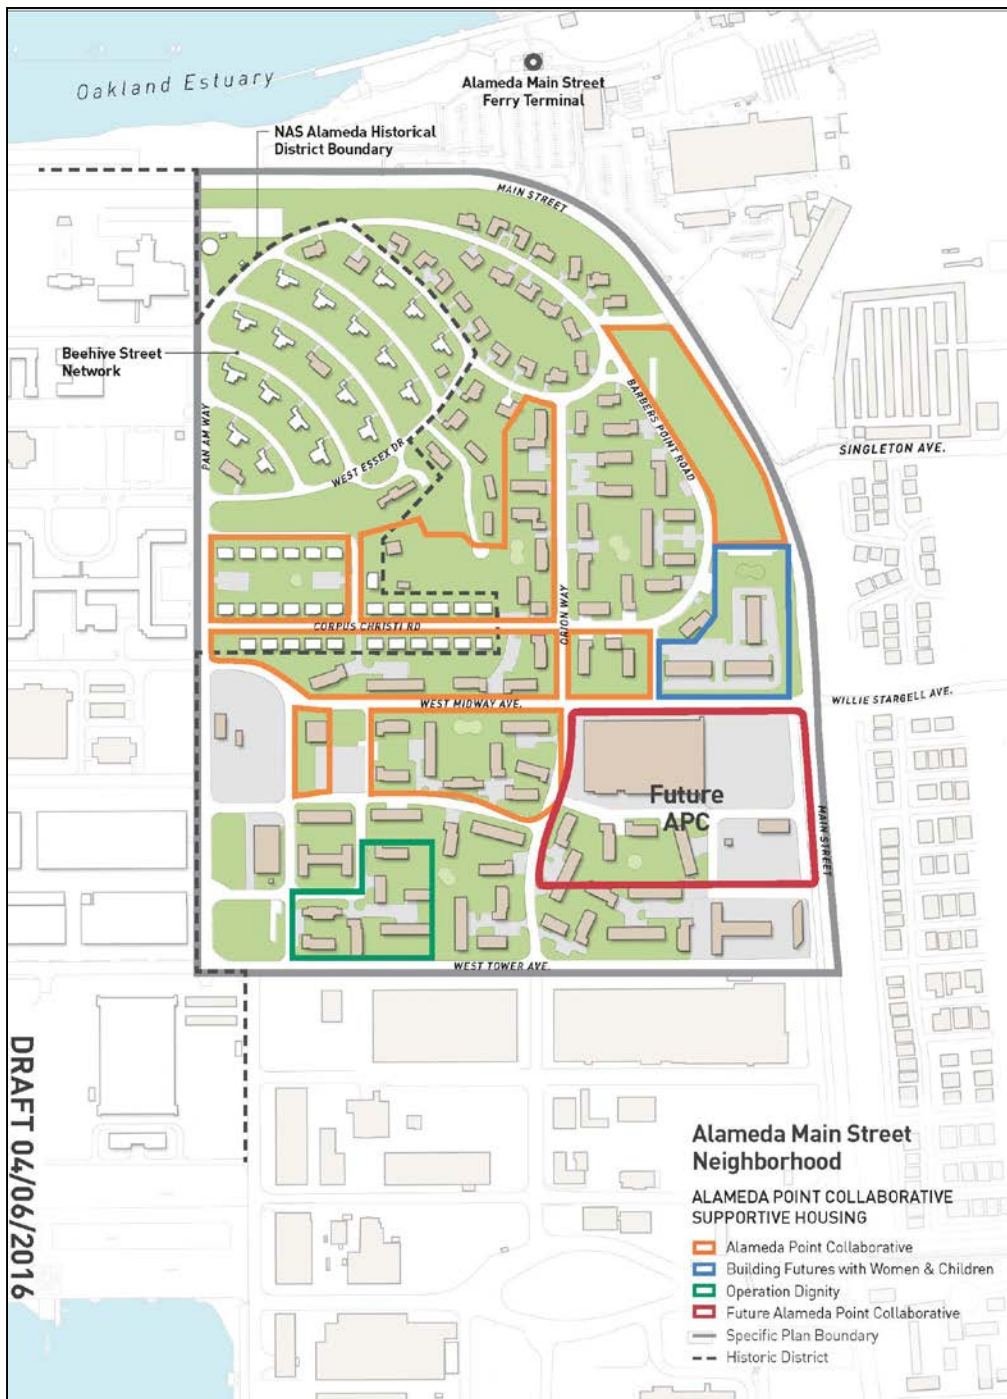 Oakland Estuary
Alameda Main Street
Ferry Terminal
NAS Alameda Historical
District Boundary
MAIN STREET
Beehive Street
Network
PAN AM WAY
BARBERS POINT ROAD
WEST ESSEX DR
SINGLETON AVE.
ORION WAY
CORPUS CHRISTI RD
WEST MIDWAY AVE.
WILLIE STARGELL AVE.
Future
APC
MAIN STREET
WEST TOWER AVE.
DRAFT 04/06/2016
Alameda Main Street
Neighborhood
ALAMEDA POINT COLLABORATIVE
SUPPORTIVE HOUSING
Alameda Point Collaborative
Building Futures with Women & Children
Operation Dignity
Future Alameda Point Collaborative
Specific Plan Boundary
Historic District